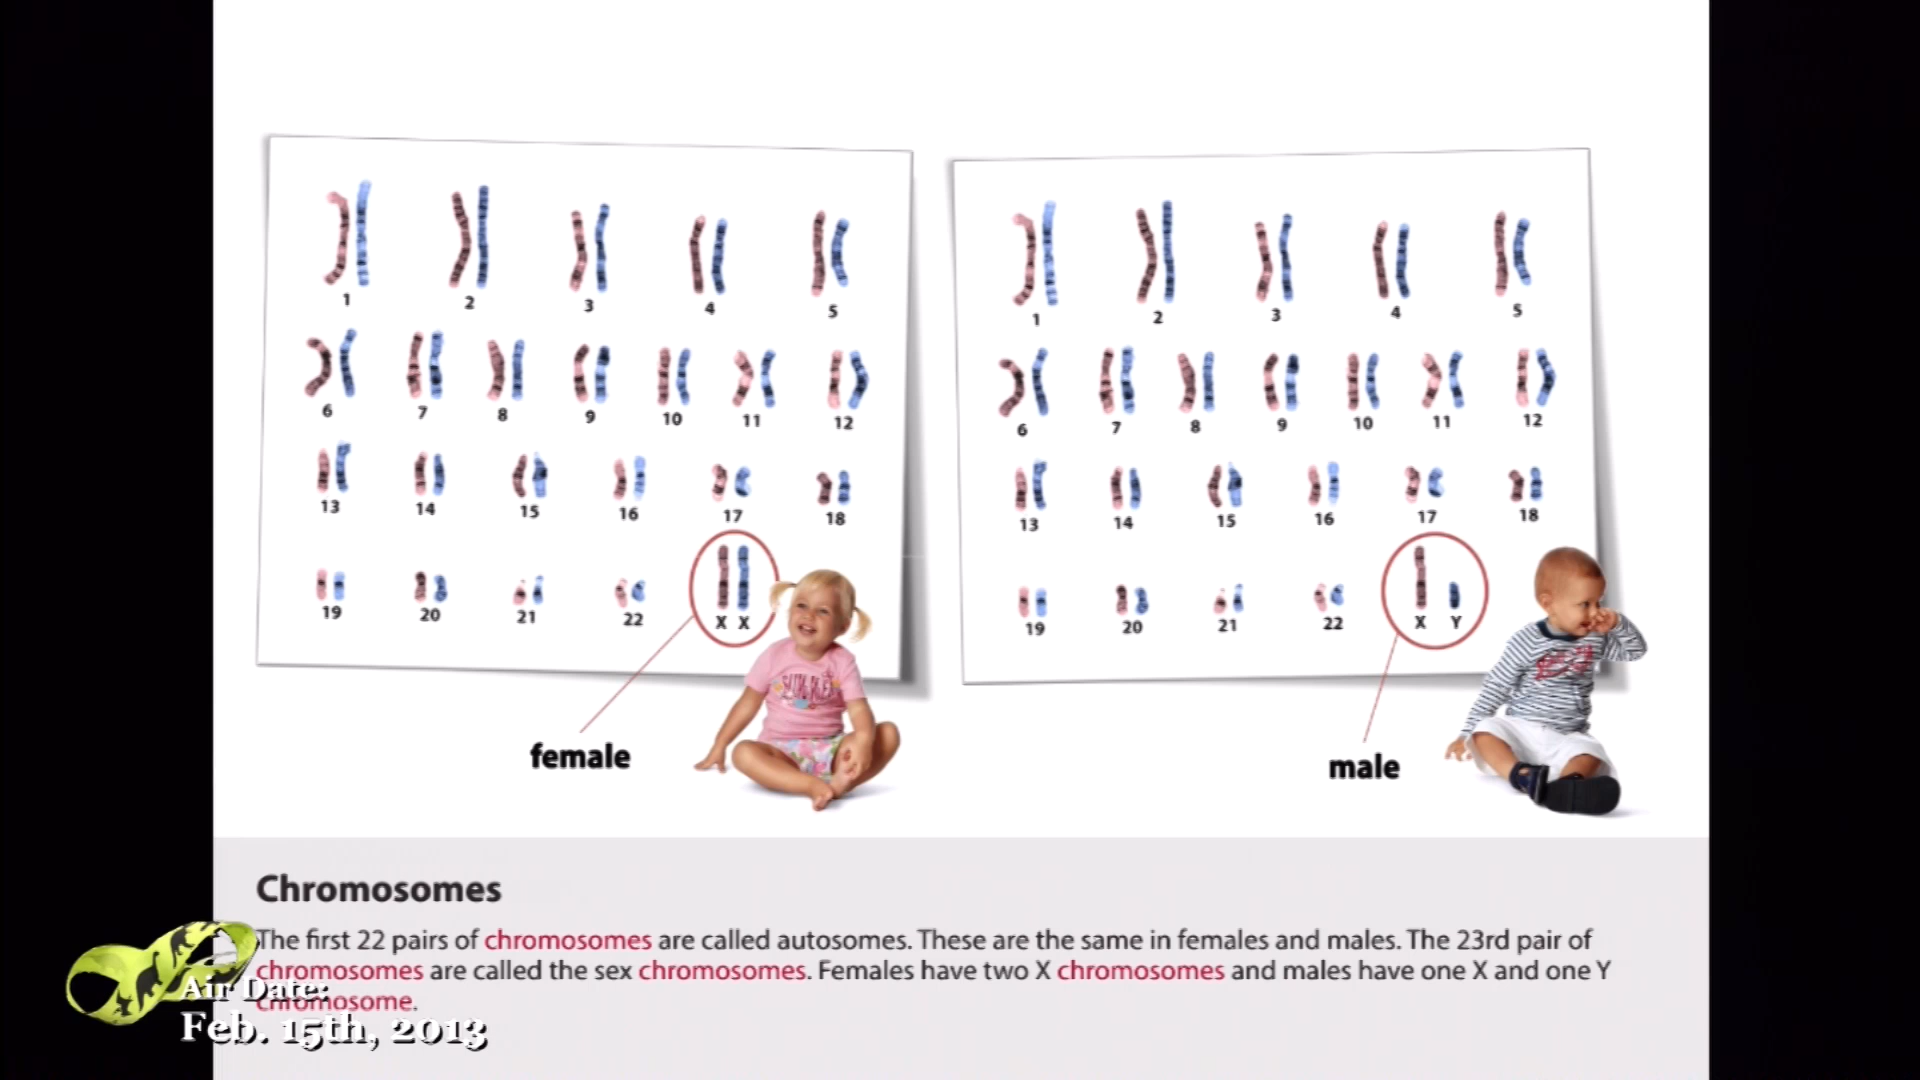 1 2 3 4 5
6 7 8 9 10 11 12
13 14 15 16 17 18
19 20 21 22 X X
female
1 2 3 4 5
6 7 8 9 10 11 12
13 14 15 16 17 18
19 20 21 22 X Y
male
Chromosomes
The first 22 pairs of chromosomes are called autosomes. These are the same in females and males. The 23rd pair of
chromosomes are called the sex chromosomes. Females have two X chromosomes and males have one X and one Y
chromosome.
Air Date:
Feb. 15th, 2013